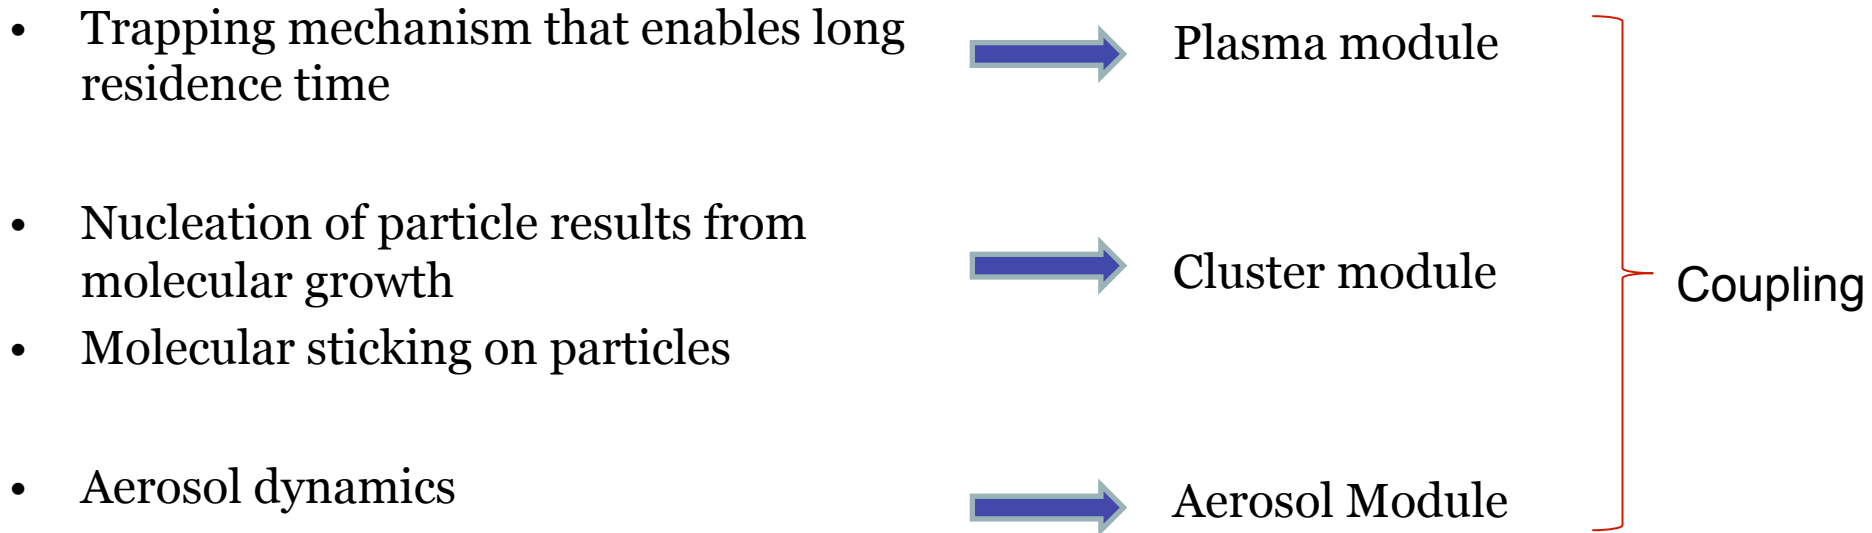 • Trapping mechanism that enables long
residence time
Plasma module
• Nucleation of particle results from
molecular growth
Cluster module
• Molecular sticking on particles
• Aerosol dynamics
Aerosol Module
Coupling